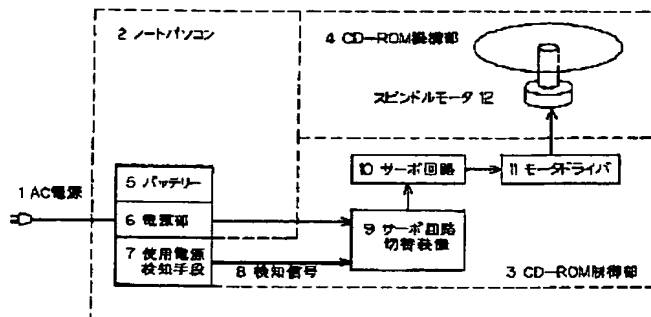 2 ノートパソコン
4 CD-ROM機構部
スピンドルモータ 12
10 サーボ回路
11 モータドライバ
1 AC電源
5 バッテリー
6 電源部
7 使用電源
検知手段
8 検知信号
9 サーボ回路
切替装置
3 CD-ROM制御部